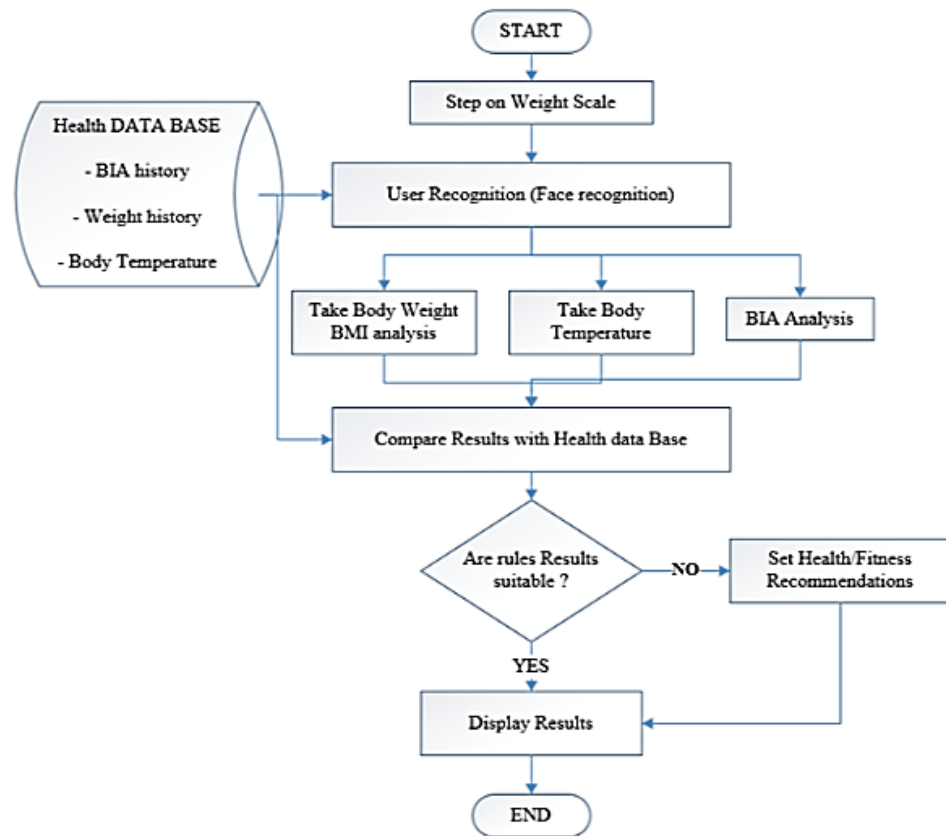 START
Step on Weight Scale
Health DATA BASE
- BIA history
- Weight history
- Body Temperature
User Recognition (Face recognition)
Take Body Weight
BMI analysis
Take Body
Temperature
BIA Analysis
Compare Results with Health data Base
Are rules Results
suitable ?
NO
Set Health/Fitness
Recommendations
YES
Display Results
END